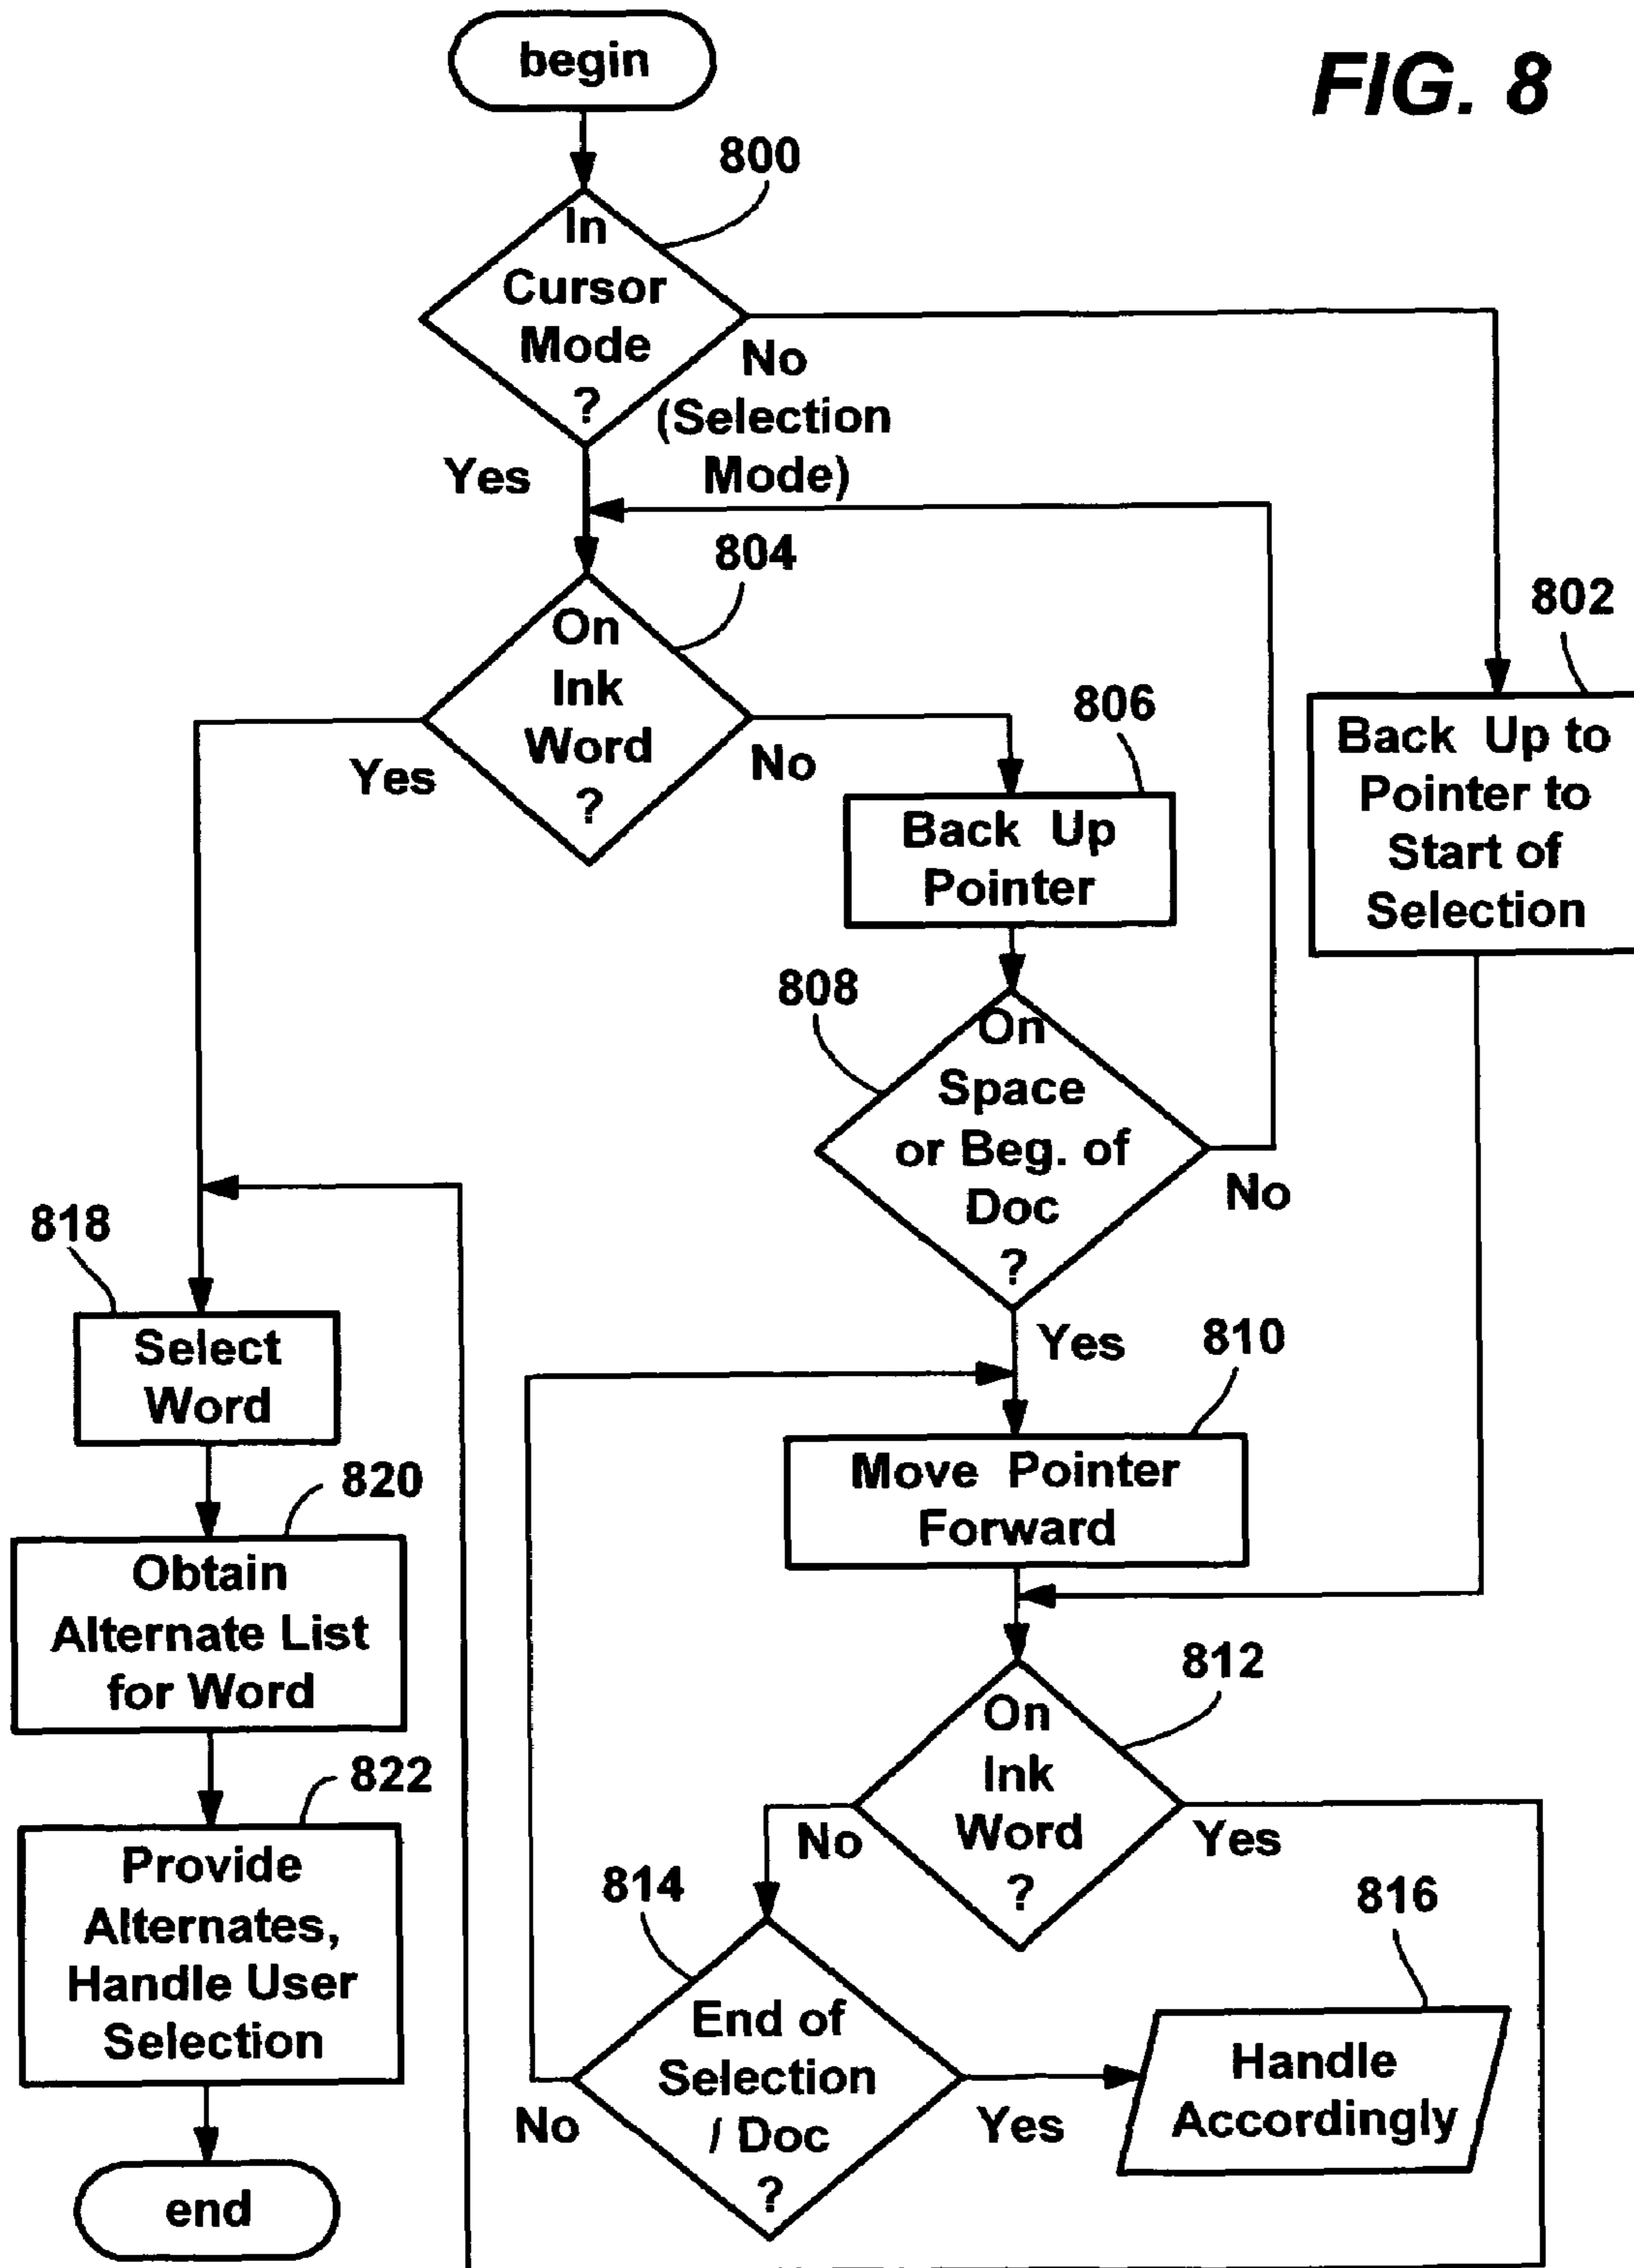 begin
FIG. 8
800
In
Cursor
Mode
?
No
(Selection
Mode)
Yes
804
On
Ink
Word
?
Yes
No
802
Back Up to
Pointer to
Start of
Selection
806
Back Up
Pointer
808
On
Space
or Beg. of
Doc
?
No
Yes
810
Move Pointer
Forward
812
On
Ink
Word
?
No
Yes
814
End of
Selection
/ Doc
?
No
Yes
816
Handle
Accordingly
818
Select
Word
820
Obtain
Alternate List
for Word
822
Provide
Alternates,
Handle User
Selection
end